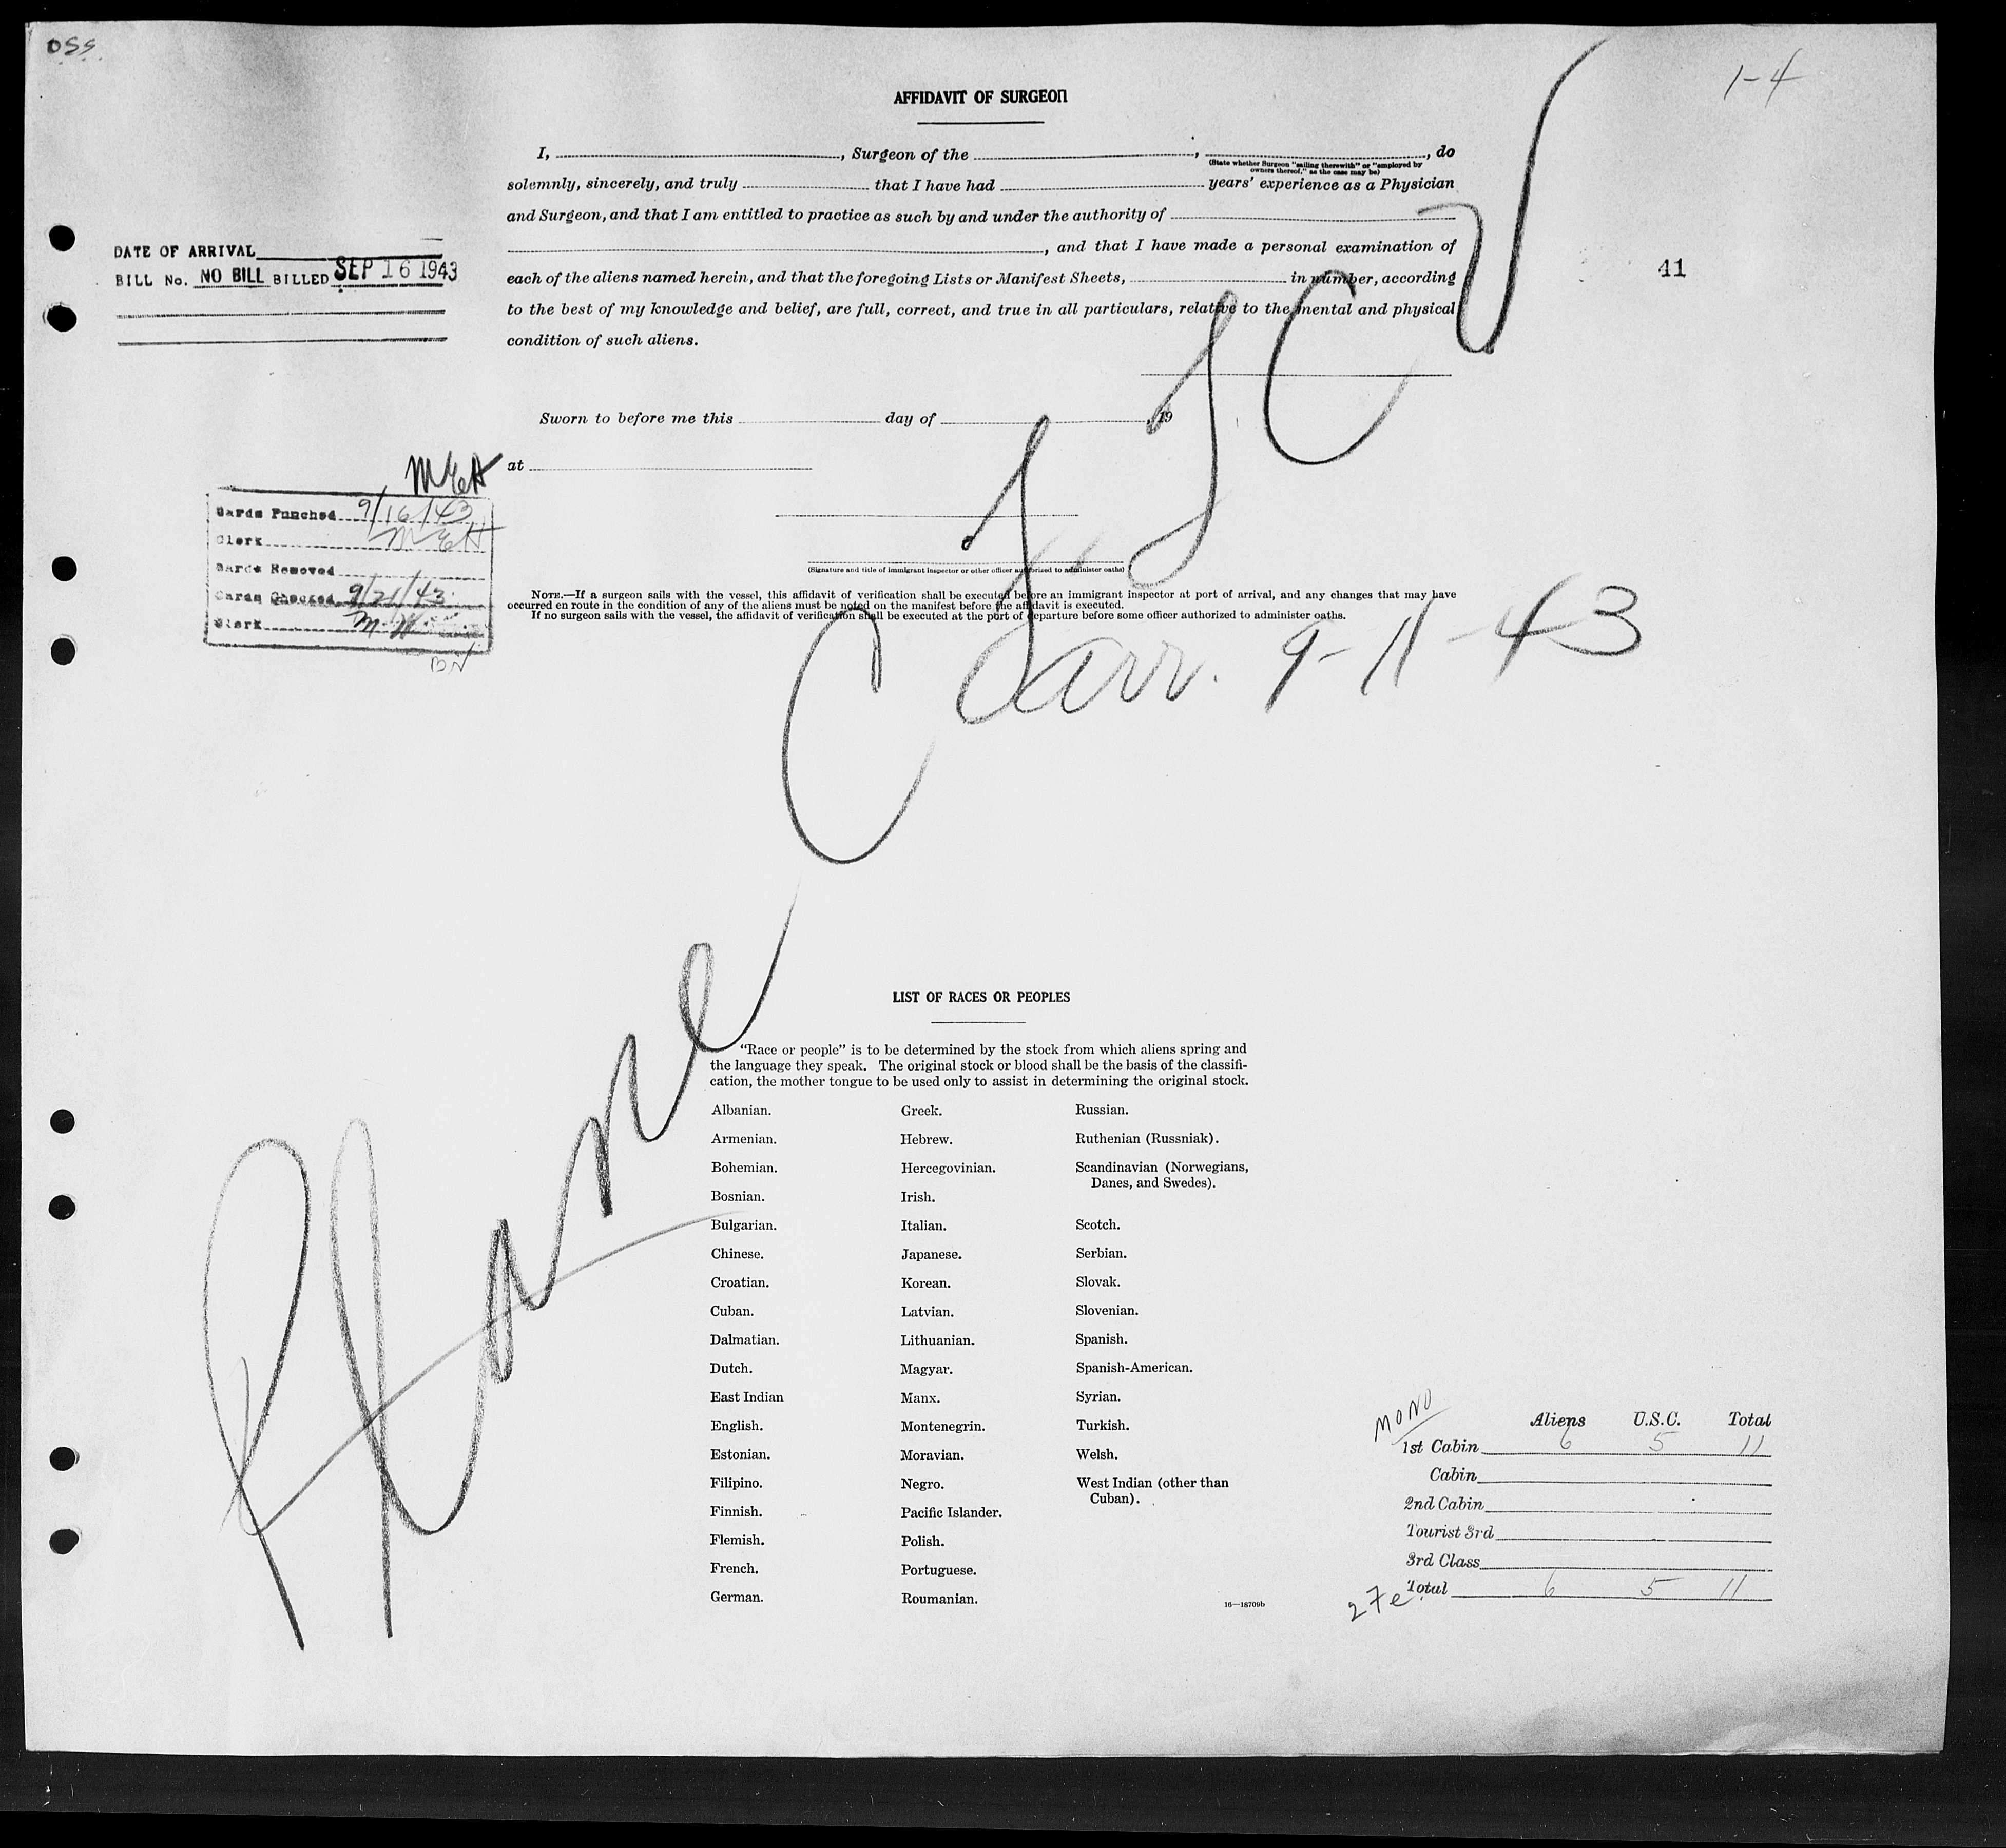 OSS.
1-4
AFFIDAVIT OF SURGEON
I, , Surgeon of the , , do
(State whether Surgeon "sailing therewith" or "employed by
owners thereof," as the case may be)
solemnly, sincerely, and truly that I have had years' experience as a Physician
and Surgeon, and that I am entitled to practice as such by and under the authority of
, and that I have made a personal examination of
each of the aliens named herein, and that the foregoing Lists or Manifest Sheets, in number, according
to the best of my knowledge and belief, are full, correct, and true in all particulars, relative to the mental and physical
condition of such aliens.
DATE OF ARRIVAL
BILL No. NO BILL BILLED SEP 16 1943
41
Sworn to before me this day of , 19
at
MEH
Cards Punched 9/16/43
Clerk MEH
Cards Removed
Cards Checked 9/21/43
Clerk M.W.
BN
(Signature and title of immigrant inspector or other officer authorized to administer oaths)
NOTE.—If a surgeon sails with the vessel, this affidavit of verification shall be executed before an immigrant inspector at port of arrival, and any changes that may have
occurred en route in the condition of any of the aliens must be noted on the manifest before the affidavit is executed.
If no surgeon sails with the vessel, the affidavit of verification shall be executed at the port of departure before some officer authorized to administer oaths.
arr. 9-11-43
Plane
LIST OF RACES OR PEOPLES
"Race or people" is to be determined by the stock from which aliens spring and
the language they speak. The original stock or blood shall be the basis of the classifi-
cation, the mother tongue to be used only to assist in determining the original stock.
Albanian.
Armenian.
Bohemian.
Bosnian.
Bulgarian.
Chinese.
Croatian.
Cuban.
Dalmatian.
Dutch.
East Indian
English.
Estonian.
Filipino.
Finnish.
Flemish.
French.
German.
Greek.
Hebrew.
Hercegovinian.
Irish.
Italian.
Japanese.
Korean.
Latvian.
Lithuanian.
Magyar.
Manx.
Montenegrin.
Moravian.
Negro.
Pacific Islander.
Polish.
Portuguese.
Roumanian.
Russian.
Ruthenian (Russniak).
Scandinavian (Norwegians,
Danes, and Swedes).
Scotch.
Serbian.
Slovak.
Slovenian.
Spanish.
Spanish-American.
Syrian.
Turkish.
Welsh.
West Indian (other than
Cuban).
16—18709b
MONO
Aliens U.S.C. Total
1st Cabin 6 5 11
Cabin
2nd Cabin
Tourist 3rd
3rd Class
Total 6 5 11
27e